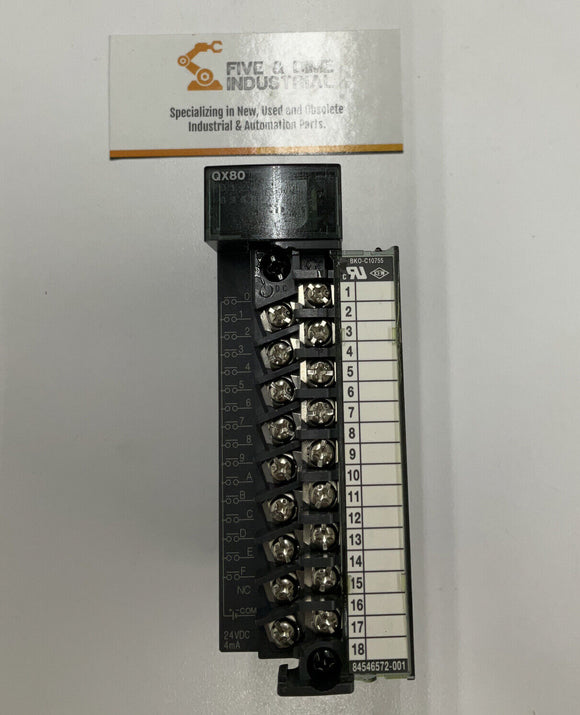 FIVE & DIME
INDUSTRIAL
Specializing in New, Used and Obsolete
Industrial & Automation Parts.
QX80
0
1
2
3
4
5
6
7
8
9
A
B
C
D
E
F
NC
COM
24VDC
4mA
BKO-C10755
1
2
3
4
5
6
7
8
9
10
11
12
13
14
15
16
17
18
84546572-001